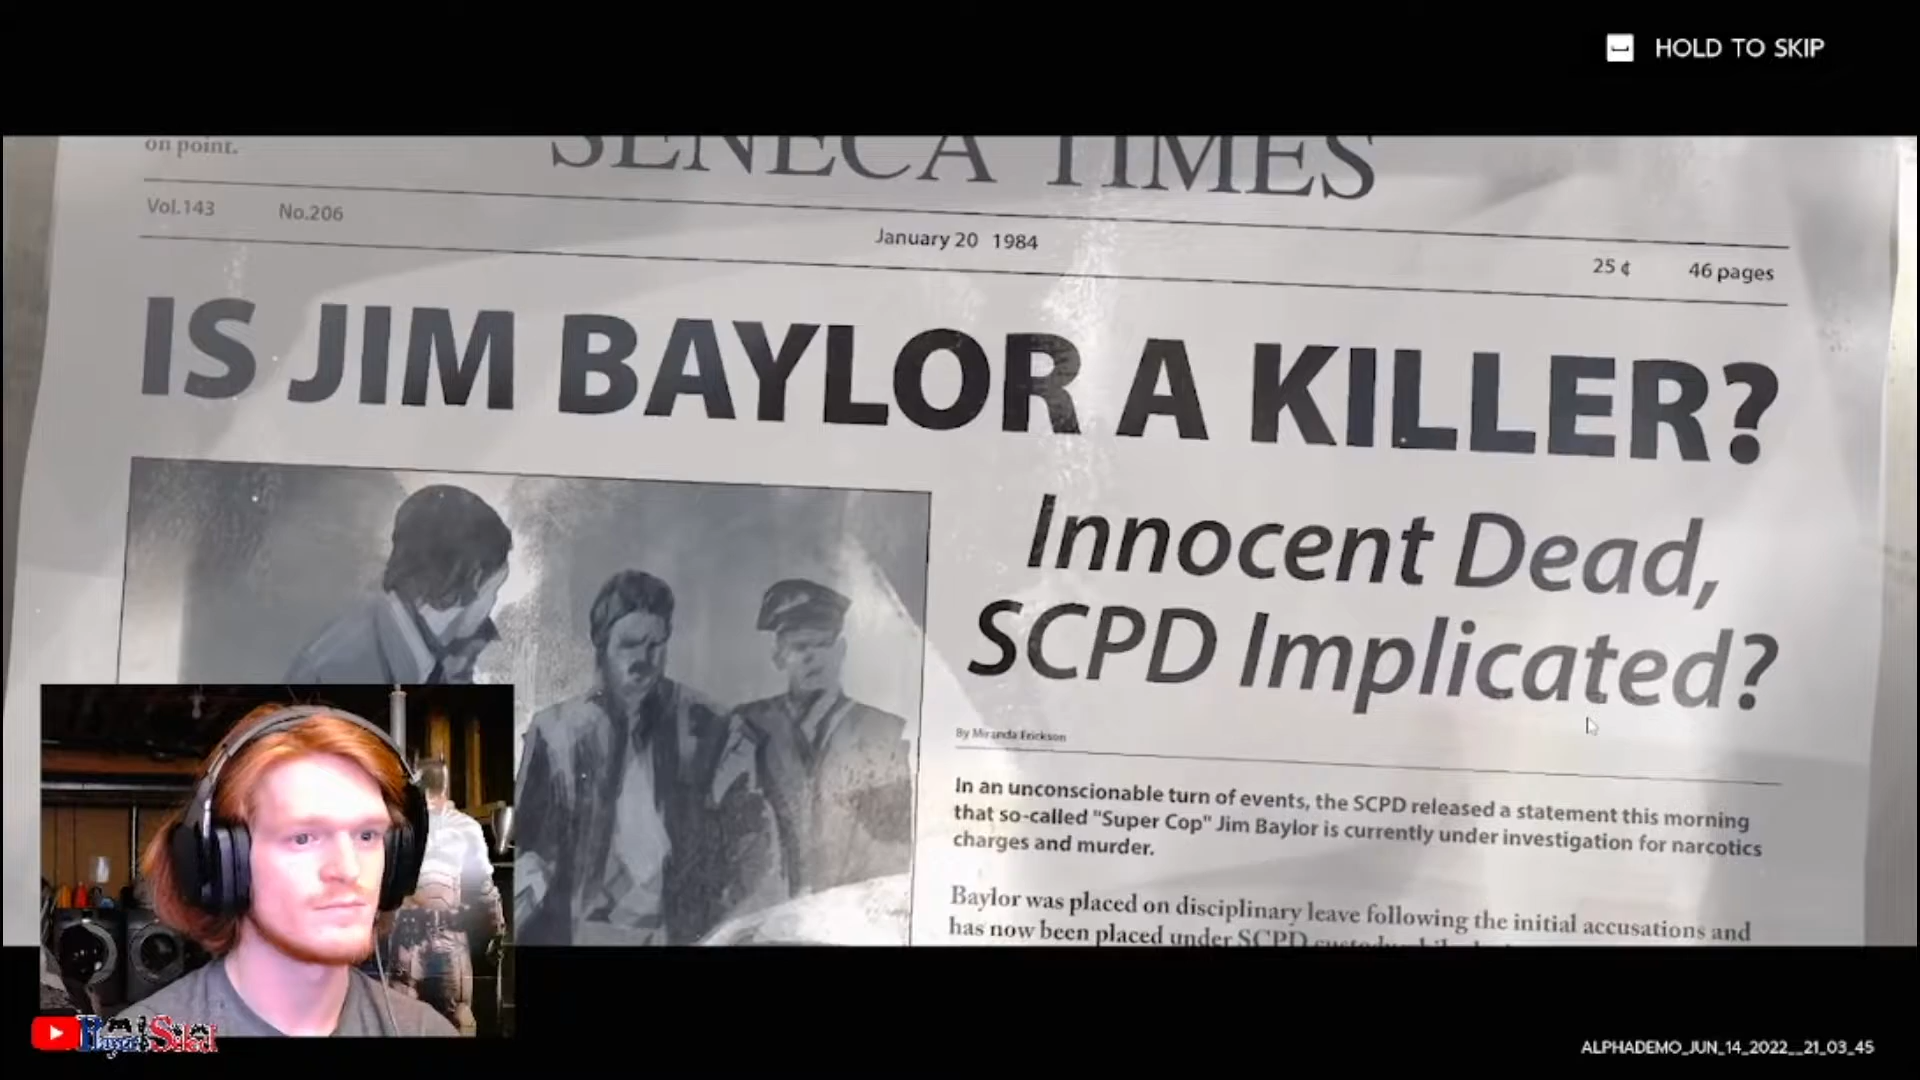 HOLD TO SKIP
on point.
SENECA TIMES
Vol.143 No.206
January 20 1984
25 ¢ 46 pages
IS JIM BAYLOR A KILLER?
Innocent Dead,
SCPD Implicated?
By Miranda Erickson
In an unconscionable turn of events, the SCPD released a statement this morning
that so-called "Super Cop" Jim Baylor is currently under investigation for narcotics
charges and murder.
Baylor was placed on disciplinary leave following the initial accusations and
has now been placed under SCPD custody
Player Select
ALPHADEMO_JUN_14_2022__21_03_45